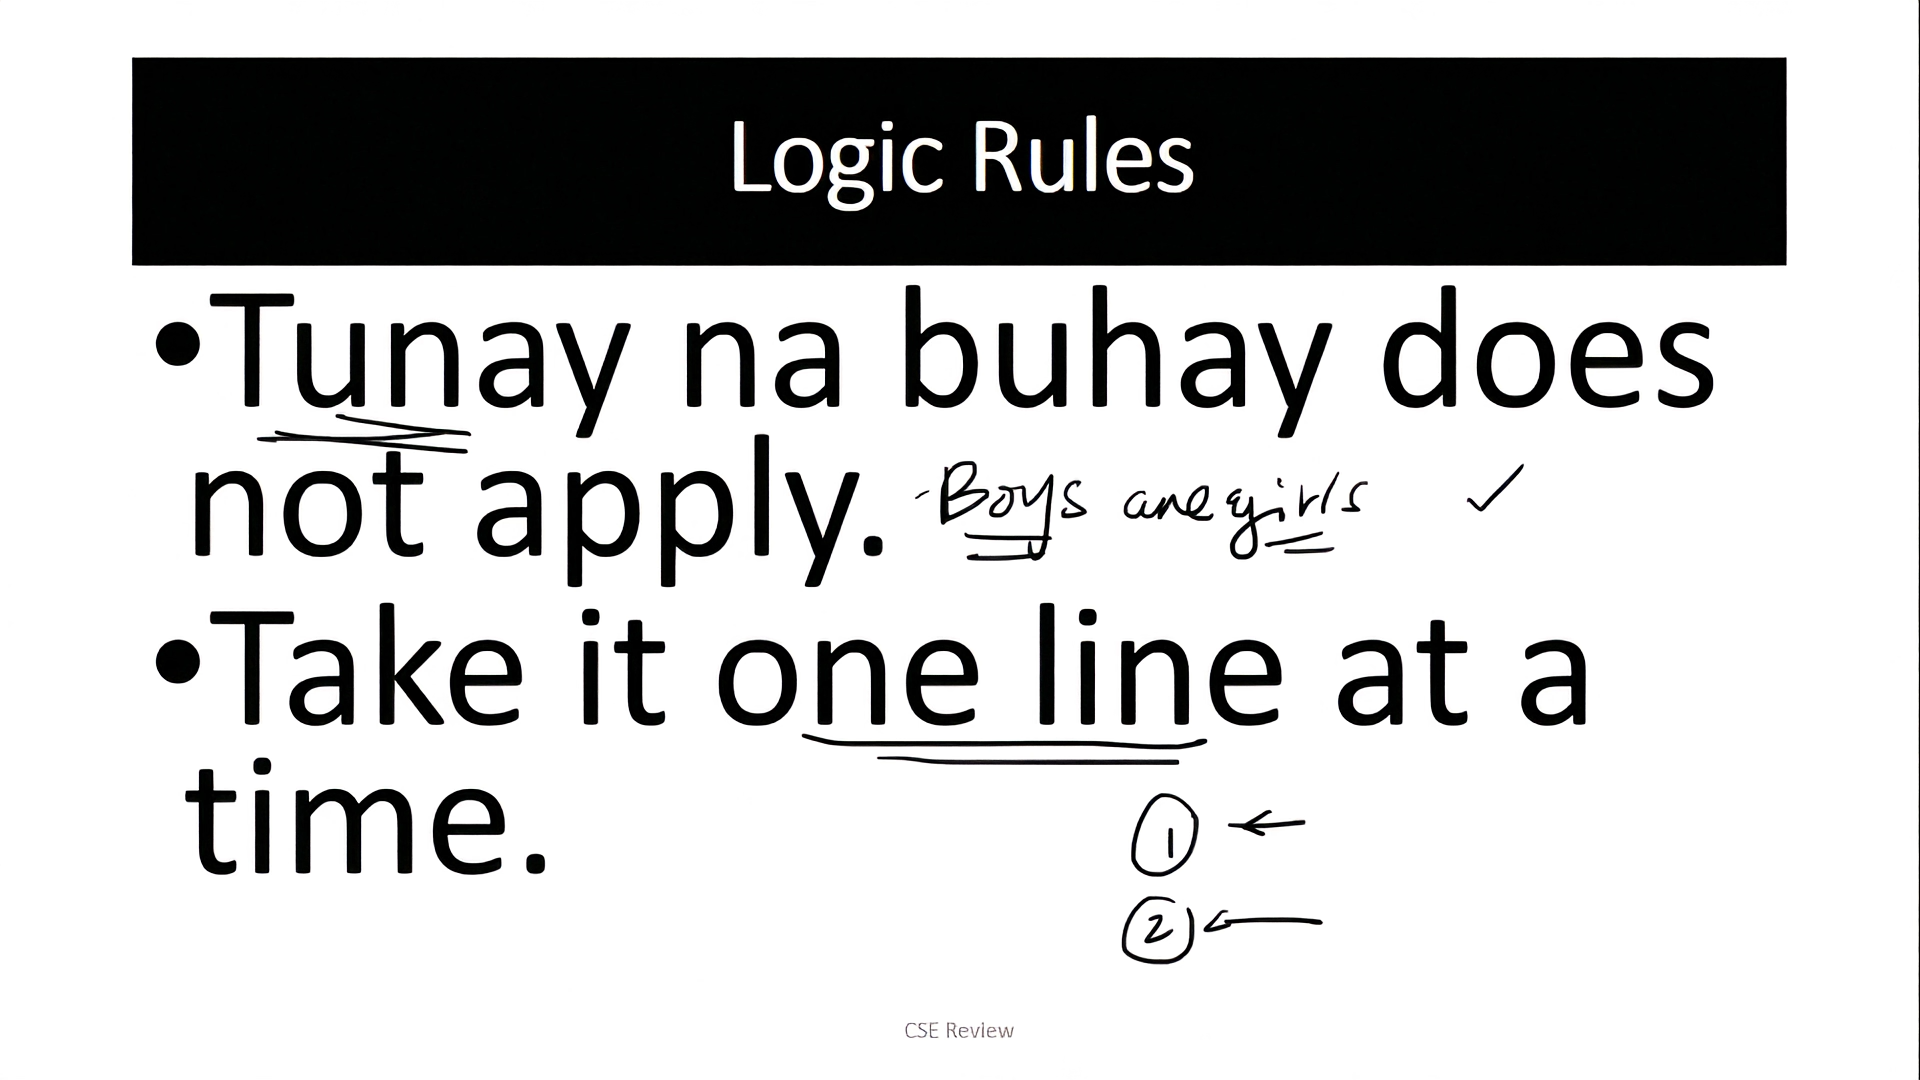 Logic Rules
•Tunay na buhay does
not apply. -Boys are girls ✓
•Take it one line at a
time.
1 ←
2 ←
CSE Review